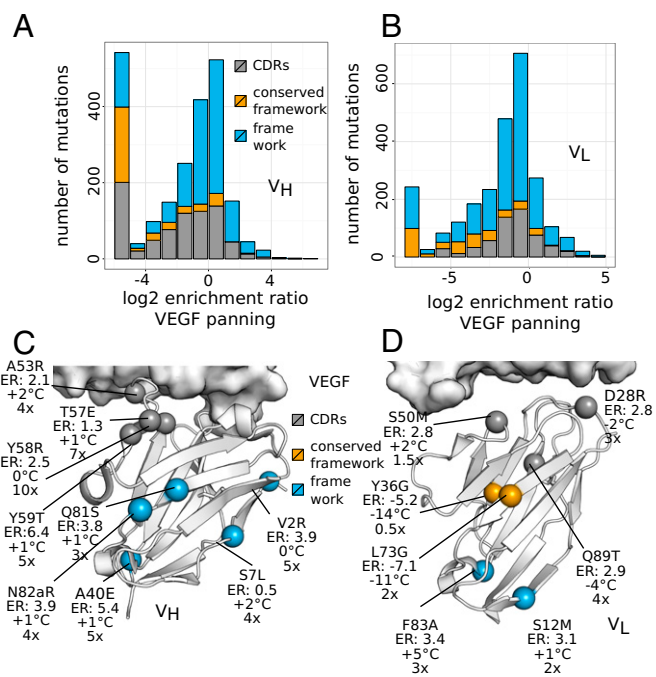 A
B
number of mutations
400
200
0
-4
0
4
log2 enrichment ratio
VEGF panning
CDRs
conserved
framework
frame
work
VH
number of mutations
600
400
200
0
-5
0
5
log2 enrichment ratio
VEGF panning
VL
C
D
VEGF
CDRs
conserved
framework
frame
work
A53R
ER: 2.1
+2°C
4x
T57E
ER: 1.3
+1°C
7x
Y58R
ER: 2.5
0°C
10x
Y59T
ER:6.4
+1°C
5x
Q81S
ER:3.8
+1°C
3x
N82aR
ER: 3.9
+1°C
4x
A40E
ER: 5.4
+1°C
5x
V2R
ER: 3.9
0°C
5x
S7L
ER: 0.5
+2°C
4x
VH
S50M
ER: 2.8
+2°C
1.5x
D28R
ER: 2.8
-2°C
3x
Y36G
ER: -5.2
-14°C
0.5x
L73G
ER: -7.1
-11°C
2x
Q89T
ER: 2.9
-4°C
4x
F83A
ER: 3.4
+5°C
3x
S12M
ER: 3.1
+1°C
2x
VL